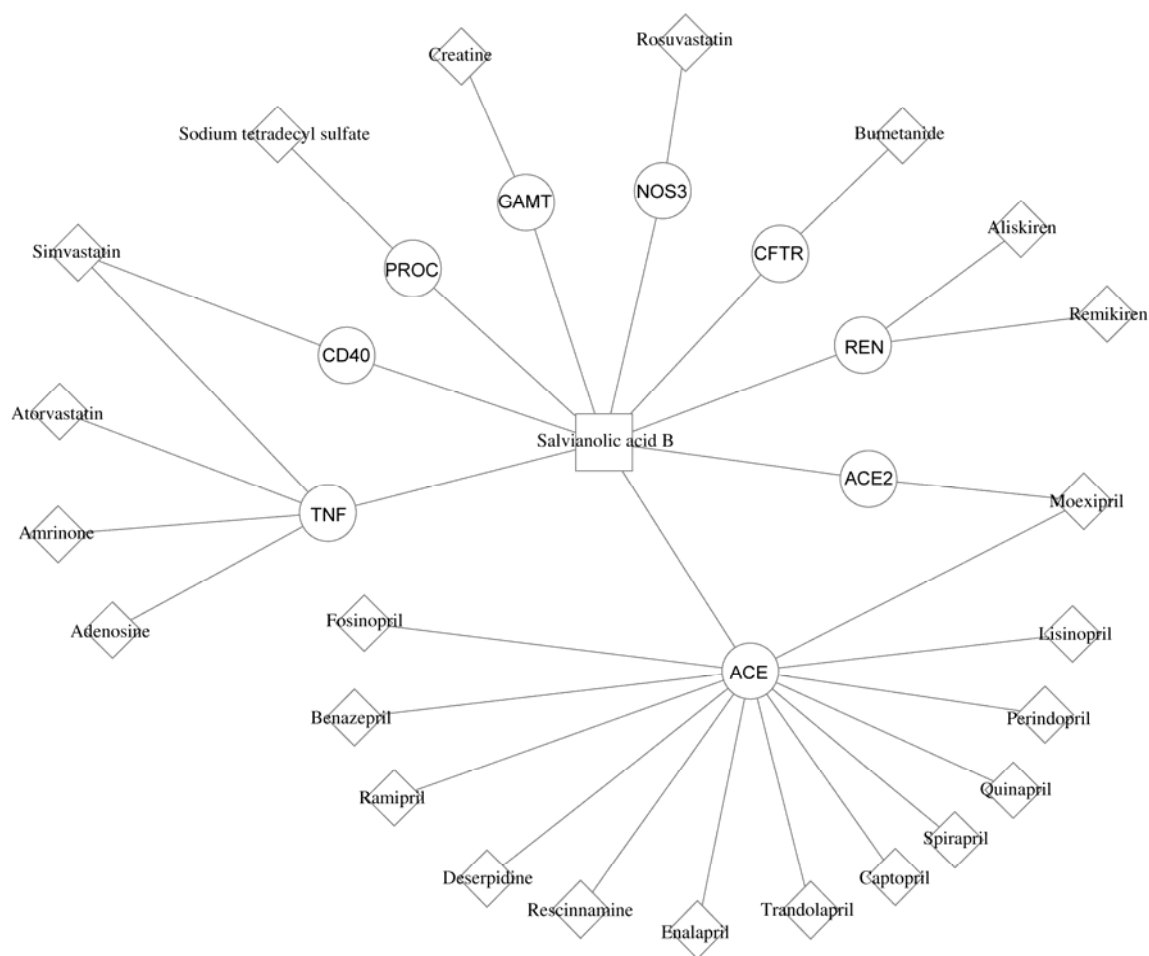 Creatine
Rosuvastatin
Sodium tetradecyl sulfate
Bumetanide
GAMT
NOS3
Aliskiren
Simvastatin
PROC
CFTR
Remikiren
CD40
REN
Atorvastatin
Salvianolic acid B
ACE2
Moexipril
TNF
Amrinone
Adenosine
Fosinopril
Lisinopril
ACE
Benazepril
Perindopril
Ramipril
Quinapril
Spirapril
Deserpidine
Captopril
Rescinnamine
Trandolapril
Enalapril